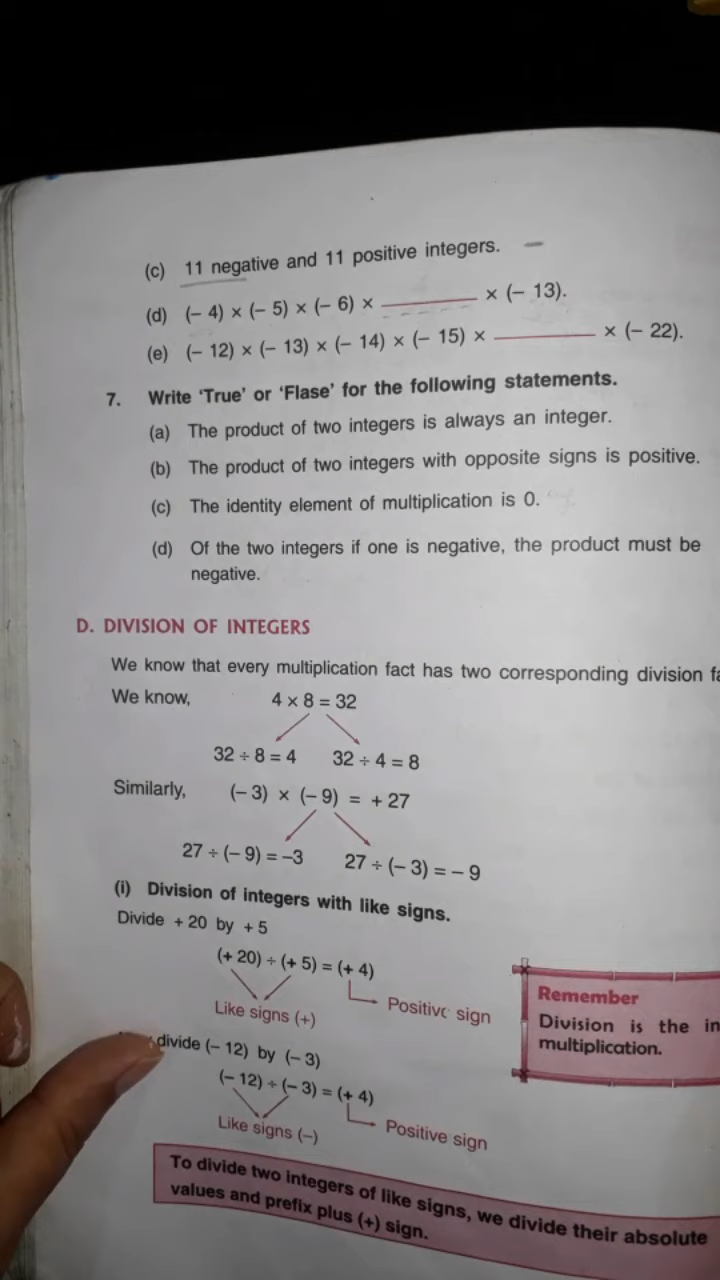 (c) 11 negative and 11 positive integers.
(d) (– 4) × (– 5) × (– 6) × ________ × (– 13).
(e) (– 12) × (– 13) × (– 14) × (– 15) × ________ × (– 22).
7. Write 'True' or 'Flase' for the following statements.
(a) The product of two integers is always an integer.
(b) The product of two integers with opposite signs is positive.
(c) The identity element of multiplication is 0.
(d) Of the two integers if one is negative, the product must be
negative.
D. DIVISION OF INTEGERS
We know that every multiplication fact has two corresponding division
We know, 4 × 8 = 32
32 ÷ 8 = 4 32 ÷ 4 = 8
Similarly, (– 3) × (– 9) = + 27
27 ÷ (– 9) = –3 27 ÷ (– 3) = – 9
(i) Division of integers with like signs.
Divide + 20 by + 5
(+ 20) ÷ (+ 5) = (+ 4)
Like signs (+) Positive sign
divide (– 12) by (– 3)
(– 12) ÷ (– 3) = (+ 4)
Like signs (–) Positive sign
Remember
Division is the
multiplication.
To divide two integers of like signs, we divide their absolute
values and prefix plus (+) sign.